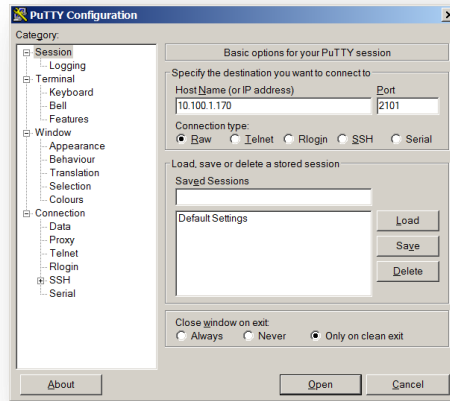 PuTTY Configuration
Category:
Session
Logging
Terminal
Keyboard
Bell
Features
Window
Appearance
Behaviour
Translation
Selection
Colours
Connection
Data
Proxy
Telnet
Rlogin
SSH
Serial
Basic options for your PuTTY session
Specify the destination you want to connect to
Host Name (or IP address) Port
10.100.1.170 2101
Connection type:
Raw Telnet Rlogin SSH Serial
Load, save or delete a stored session
Saved Sessions
Default Settings
Load
Save
Delete
Close window on exit:
Always Never Only on clean exit
About Open Cancel